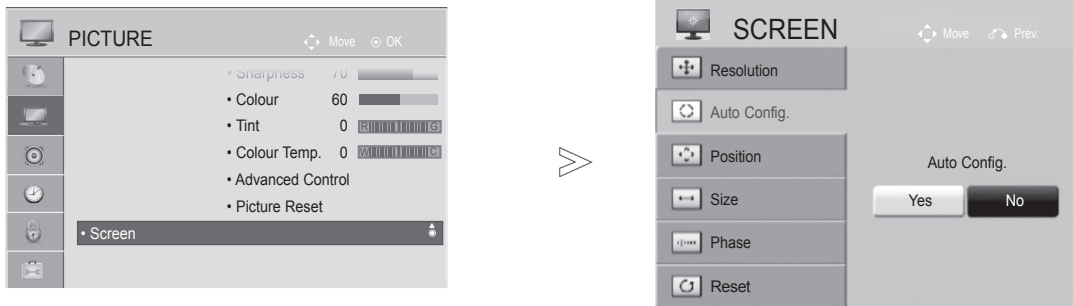 PICTURE
Move OK
• Sharpness 70
• Colour 60
• Tint 0 R G
• Colour Temp. 0 W C
• Advanced Control
• Picture Reset
• Screen
SCREEN
Move Prev.
Resolution
Auto Config.
Position
Size
Phase
Reset
Auto Config.
Yes No